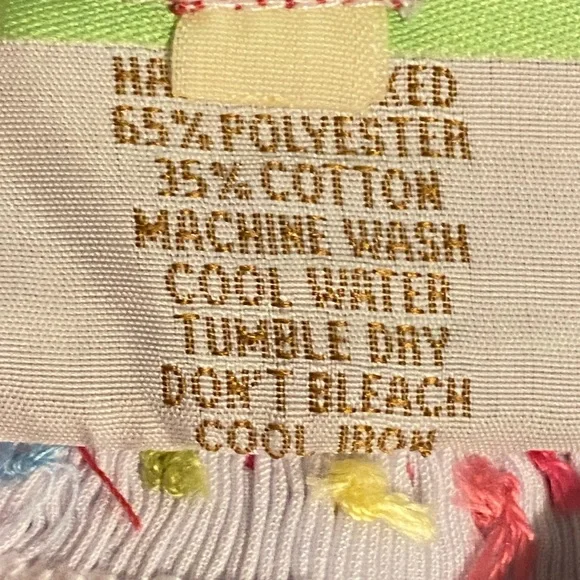 65% POLYESTER
35% COTTON
MACHINE WASH
COOL WATER
TUMBLE DRY
DON'T BLEACH
COOL IRON